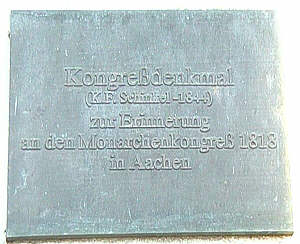 Kongreßdenkmal
(K.F. Schinkel-1844)
zur Erinnerung
an den Monarchenkongreß 1818
in Aachen